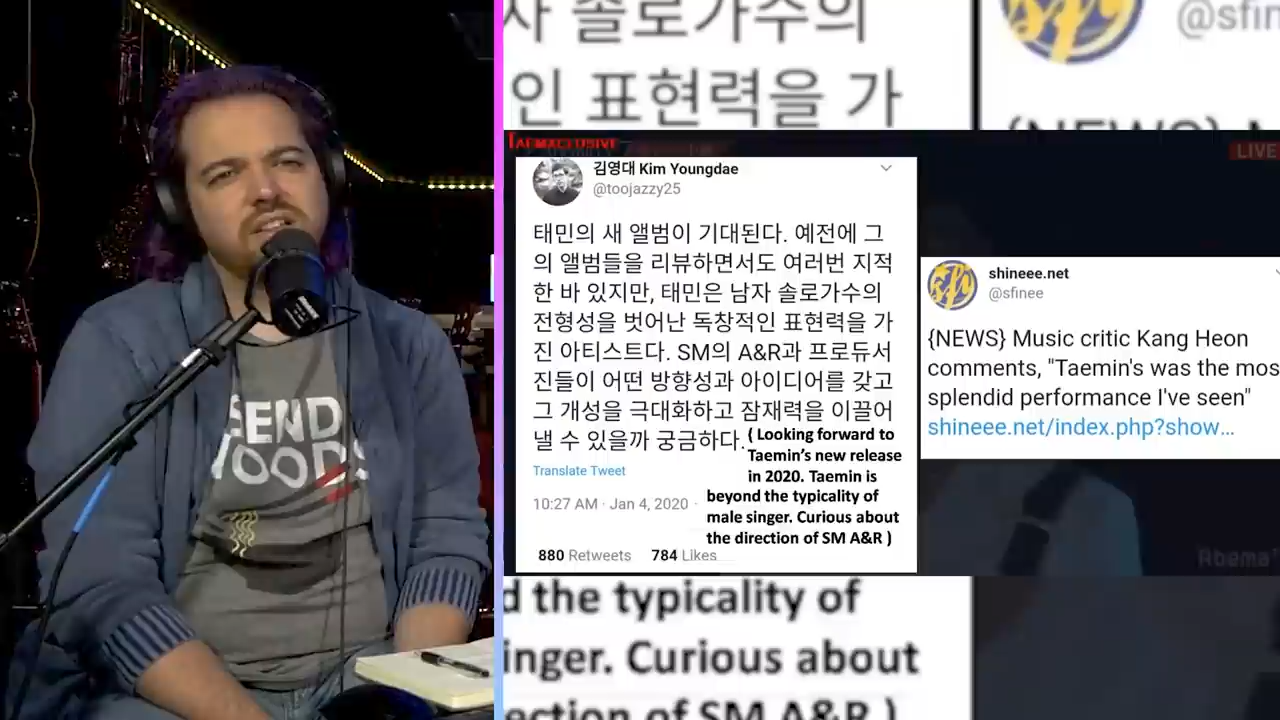 자 솔로가수의
인 표현력을 가
@sfin
{NEWS}
TAEMXCLUSIVE
LIVE
김영대 Kim Youngdae
@toojazzy25
태민의 새 앨범이 기대된다. 예전에 그
의 앨범들을 리뷰하면서도 여러번 지적
한 바 있지만, 태민은 남자 솔로가수의
전형성을 벗어난 독창적인 표현력을 가
진 아티스트다. SM의 A&R과 프로듀서
진들이 어떤 방향성과 아이디어를 갖고
그 개성을 극대화하고 잠재력을 이끌어
낼 수 있을까 궁금하다.
( Looking forward to
Taemin's new release
in 2020. Taemin is
beyond the typicality of
male singer. Curious about
the direction of SM A&R )
Translate Tweet
10:27 AM · Jan 4, 2020 ·
880 Retweets 784 Likes
shineee.net
@sfinee
{NEWS} Music critic Kang Heon
comments, "Taemin's was the mos
splendid performance I've seen"
shineee.net/index.php?show...
Abema
SEND
NOODS
d the typicality of
inger. Curious about
ection of SM A&R )